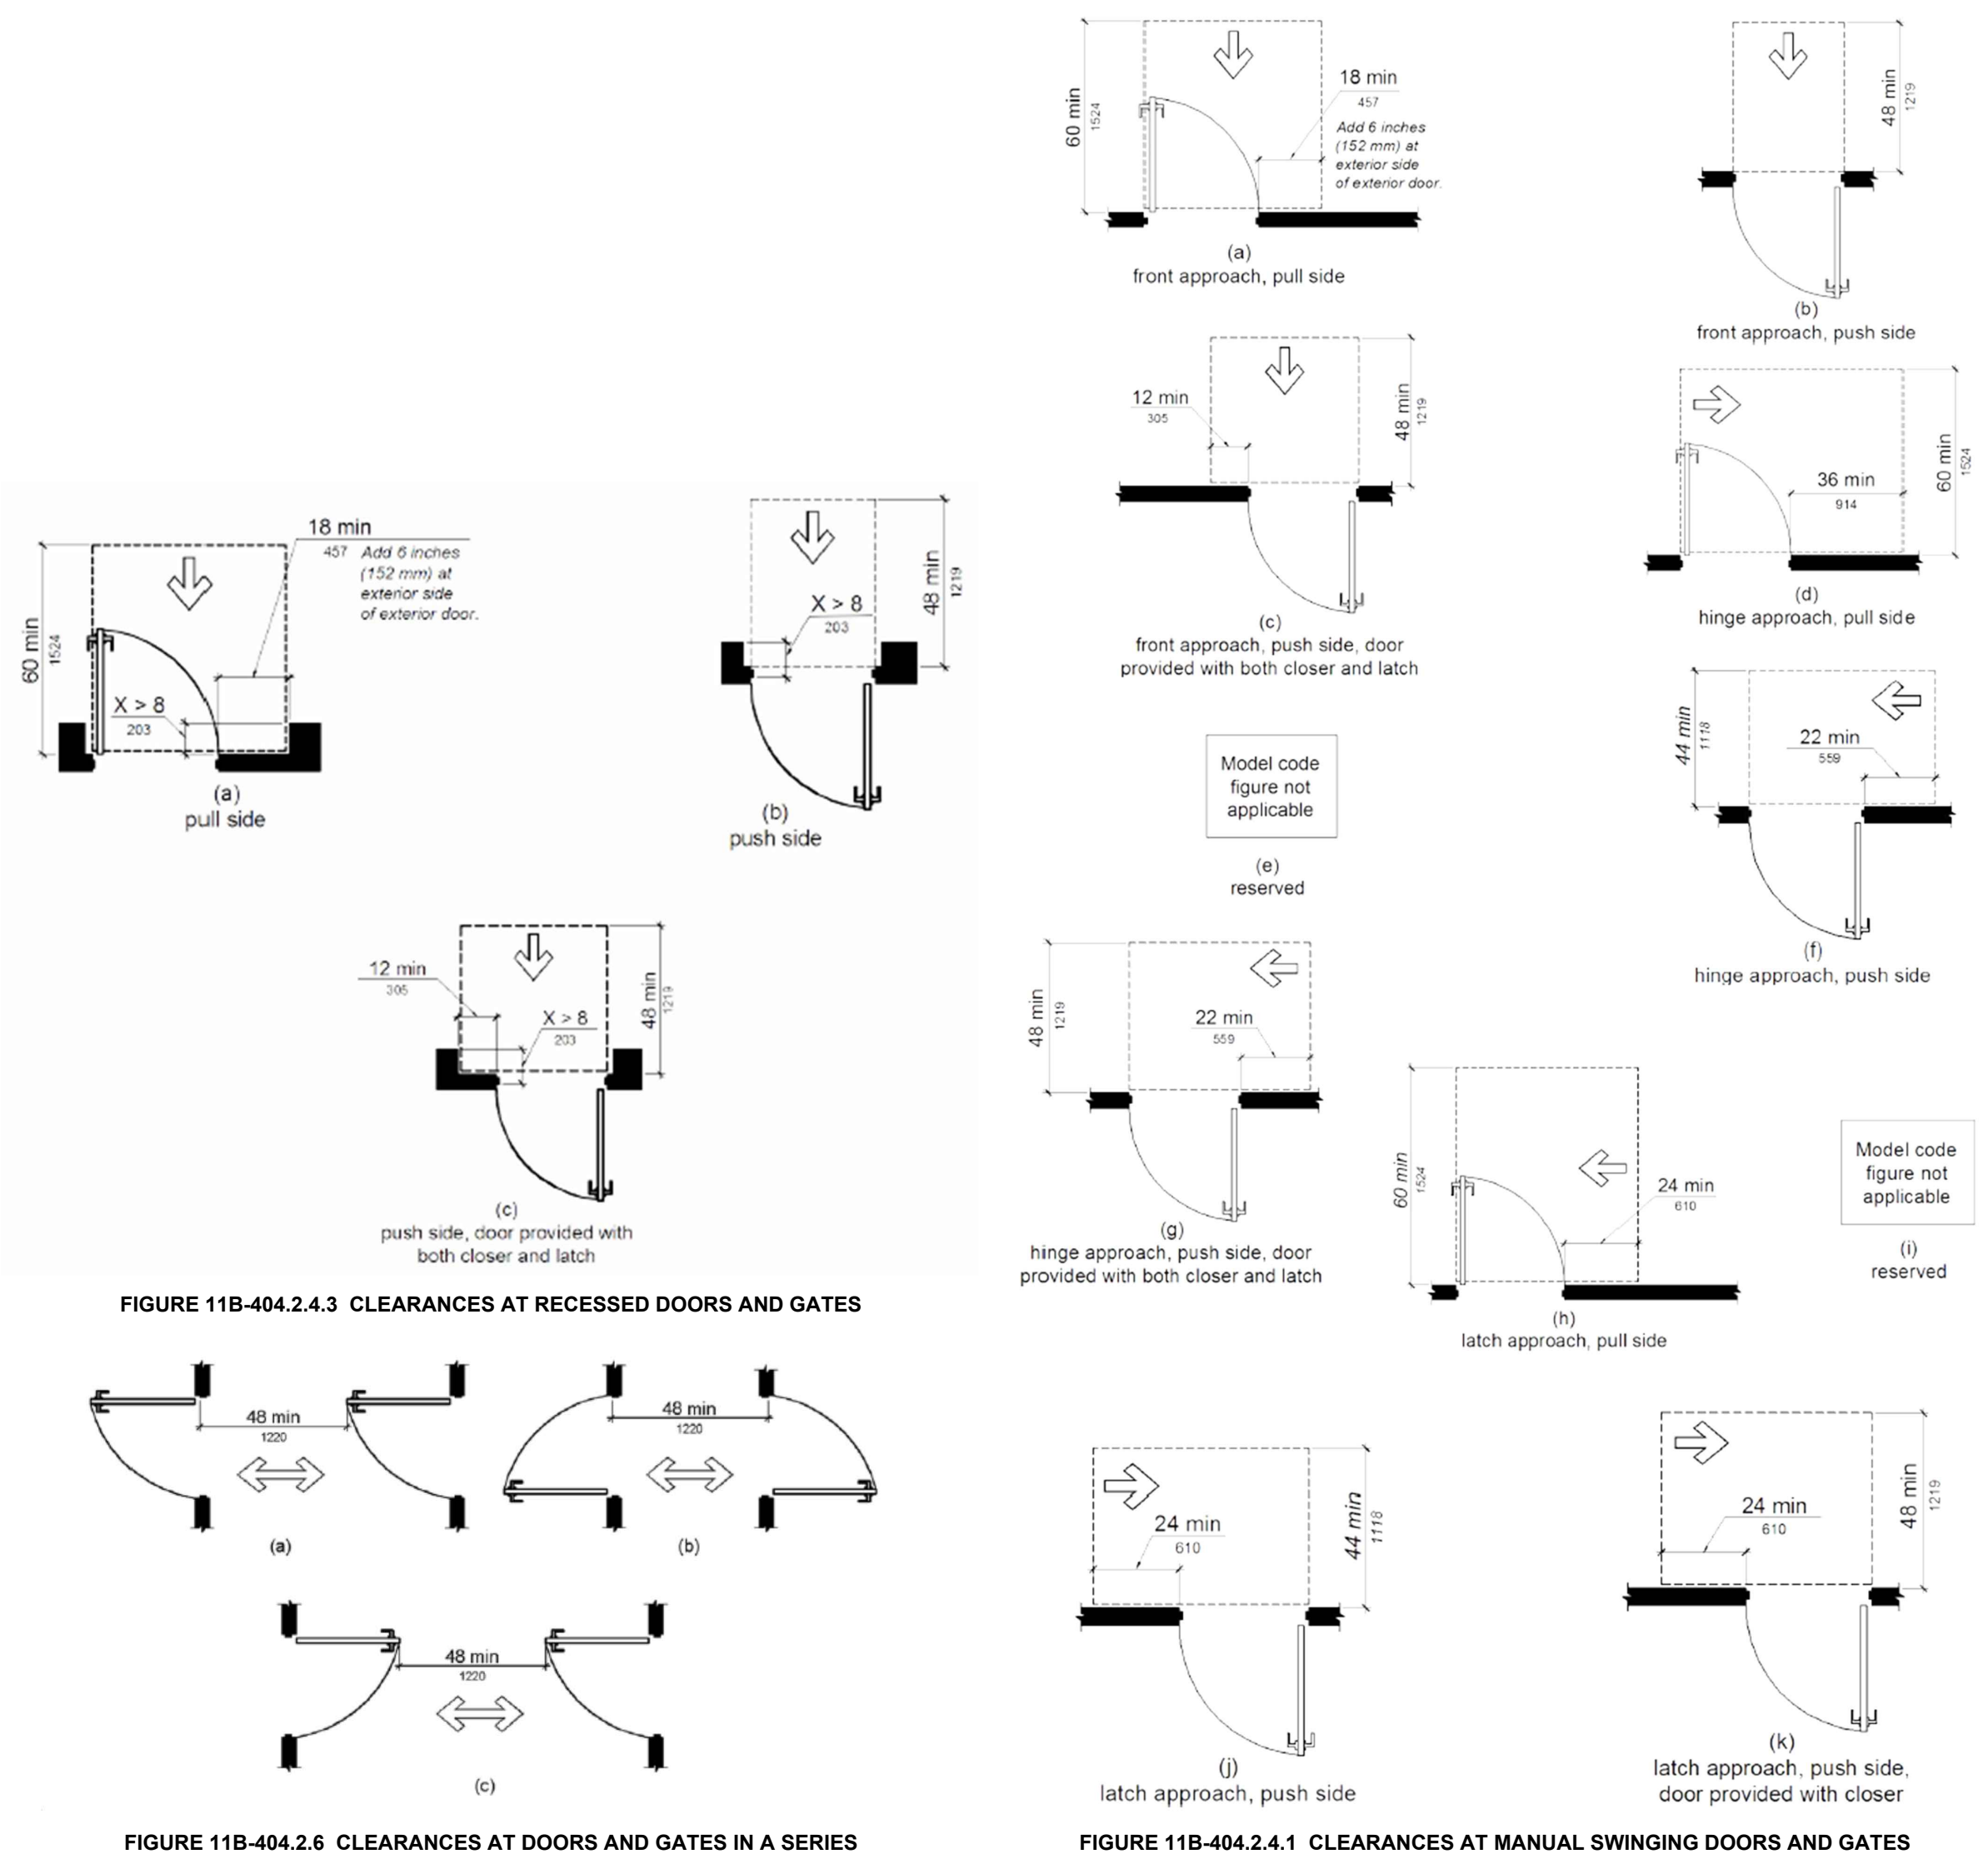 18 min
457 Add 6 inches
(152 mm) at
exterior side
of exterior door.
60 min
1524
X > 8
203
(a)
pull side
X > 8
203
48 min
1219
(b)
push side
12 min
305
X > 8
203
48 min
1219
(c)
push side, door provided with
both closer and latch
FIGURE 11B-404.2.4.3 CLEARANCES AT RECESSED DOORS AND GATES
48 min
1220
(a)
48 min
1220
(b)
48 min
1220
(c)
FIGURE 11B-404.2.6 CLEARANCES AT DOORS AND GATES IN A SERIES
60 min
1524
18 min
457
Add 6 inches
(152 mm) at
exterior side
of exterior door.
(a)
front approach, pull side
48 min
1219
(b)
front approach, push side
12 min
305
48 min
1219
(c)
front approach, push side, door
provided with both closer and latch
36 min
914
60 min
1524
(d)
hinge approach, pull side
Model code
figure not
applicable
(e)
reserved
44 min
1118
22 min
559
(f)
hinge approach, push side
48 min
1219
22 min
559
(g)
hinge approach, push side, door
provided with both closer and latch
60 min
1524
24 min
610
(h)
latch approach, pull side
Model code
figure not
applicable
(i)
reserved
24 min
610
44 min
1118
(j)
latch approach, push side
24 min
610
48 min
1219
(k)
latch approach, push side,
door provided with closer
FIGURE 11B-404.2.4.1 CLEARANCES AT MANUAL SWINGING DOORS AND GATES